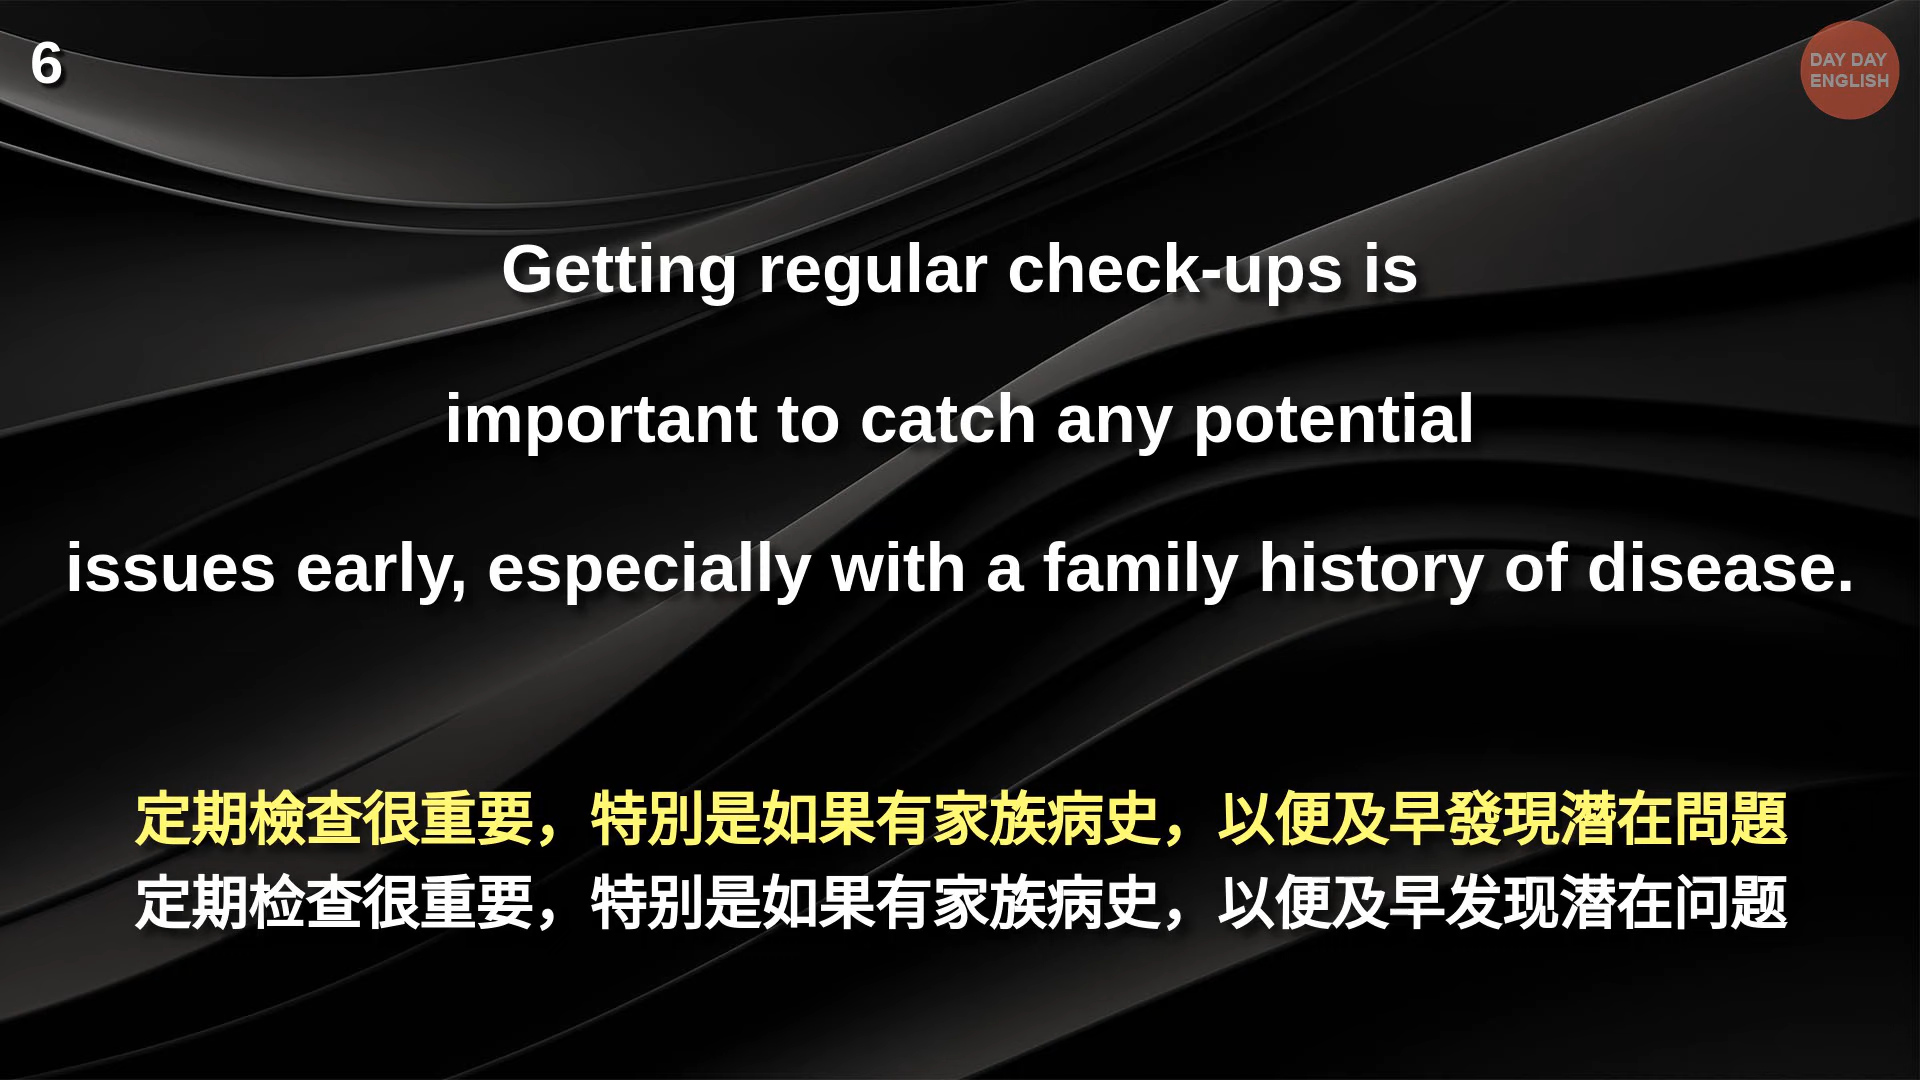 6
DAY DAY
ENGLISH
Getting regular check-ups is
important to catch any potential
issues early, especially with a family history of disease.
定期檢查很重要，特別是如果有家族病史，以便及早發現潛在問題
定期检查很重要，特别是如果有家族病史，以便及早发现潜在问题